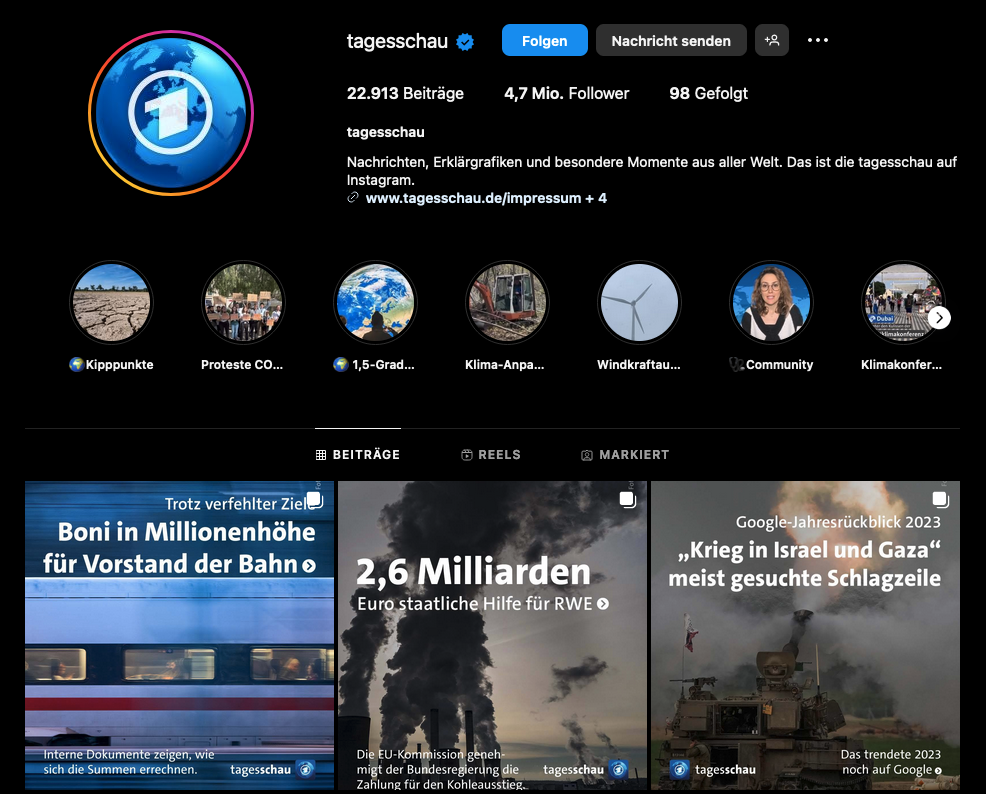 tagesschau
Folgen
Nachricht senden
22.913 Beiträge
4,7 Mio. Follower
98 Gefolgt
tagesschau
Nachrichten, Erklärgrafiken und besondere Momente aus aller Welt. Das ist die tagesschau auf
Instagram.
www.tagesschau.de/impressum + 4
🌍Kipppunkte
Proteste CO...
🌍 1,5-Grad...
Klima-Anpa...
Windkraftau...
🩺Community
Dubai
klimakonferenz
Klimakonfer...
BEITRÄGE
REELS
MARKIERT
Trotz verfehlter Ziele
Boni in Millionenhöhe
für Vorstand der Bahn
Interne Dokumente zeigen, wie
sich die Summen errechnen.
tagesschau
2,6 Milliarden
Euro staatliche Hilfe für RWE
Die EU-Kommission geneh-
migt der Bundesregierung die
Zahlung für den Kohleausstieg.
tagesschau
Google-Jahresrückblick 2023
„Krieg in Israel und Gaza“
meist gesuchte Schlagzeile
tagesschau
Das trendete 2023
noch auf Google